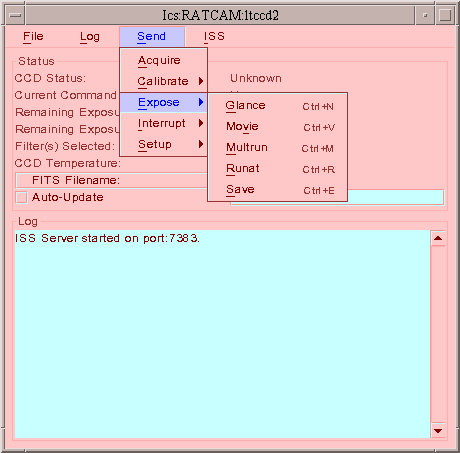 Ics:RATCAM:ltccd2
File Log Send ISS
Status
Acquire
CCD Status: Calibrate Unknown
Current Command Expose
Glance Ctrl+N
Remaining Exposu Interrupt Movie Ctrl+V
Remaining Exposu
Filter(s) Selected: Setup Multrun Ctrl+M
CCD Temperature: Runat Ctrl+R
FITS Filename:
Auto-Update Save Ctrl+E
Log
ISS Server started on port:7383.